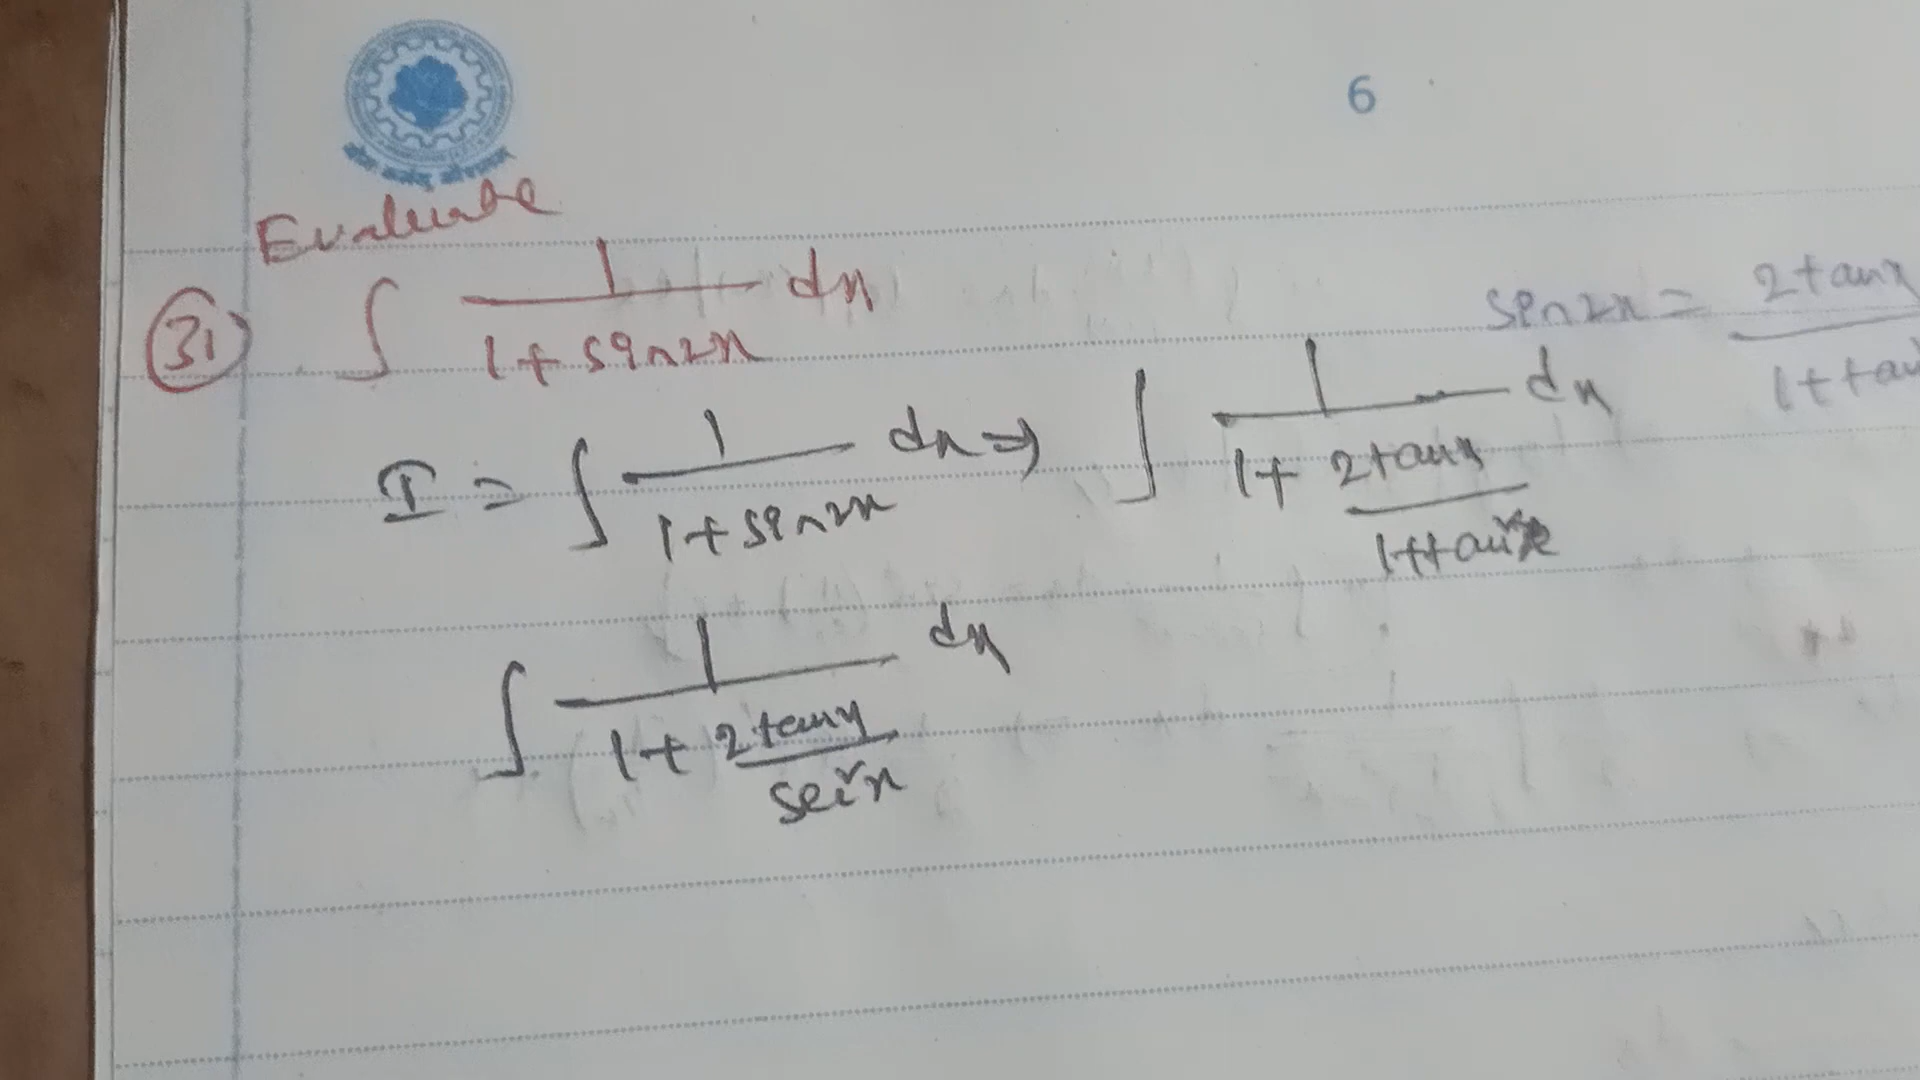 6
Evaluate
31 ∫ 1/(1+sin2x) dx
sin2x = 2tanx/(1+tan
I = ∫ 1/(1+sin2x) dx ⇒ ∫ 1/(1+ 2tanx/(1+tan²x)) dx
∫ 1/(1+ 2tanx/sec²x) dx